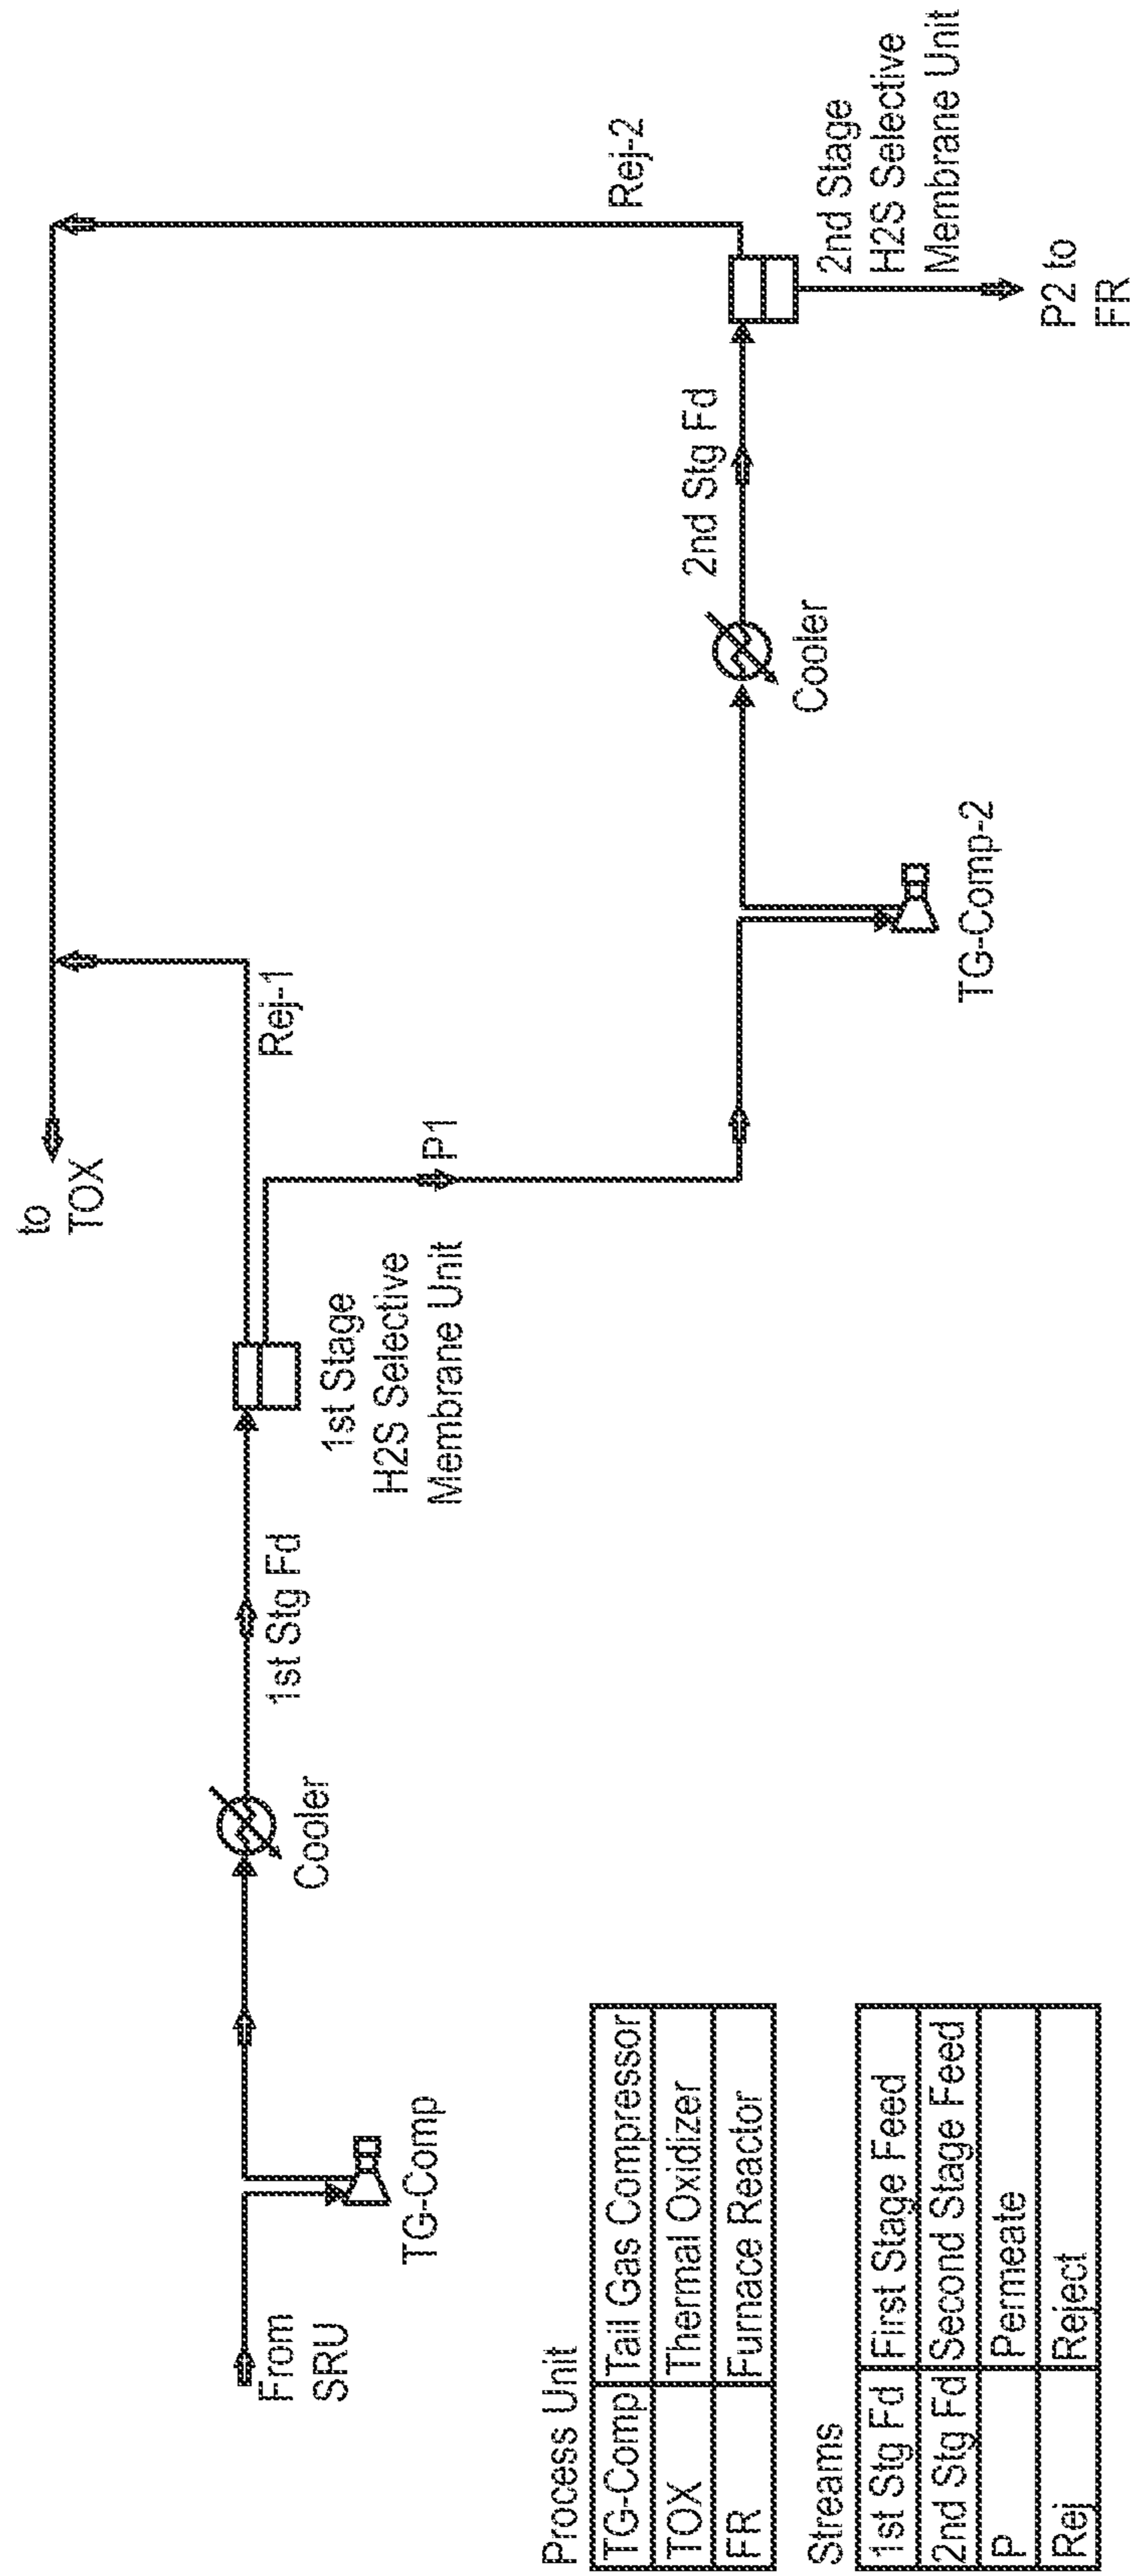 to
TOX
From
SRU
TG-Comp
Cooler
1st Stg Fd
1st Stage
H2S Selective
Membrane Unit
Rej-1
P1
TG-Comp-2
Cooler
2nd Stg Fd
Rej-2
2nd Stage
H2S Selective
Membrane Unit
P2 to
FR
Process Unit
TG-Comp Tail Gas Compressor
TOX Thermal Oxidizer
FR Furnace Reactor
Streams
1st Stg Fd First Stage Feed
2nd Stg Fd Second Stage Feed
P Permeate
Rej Reject